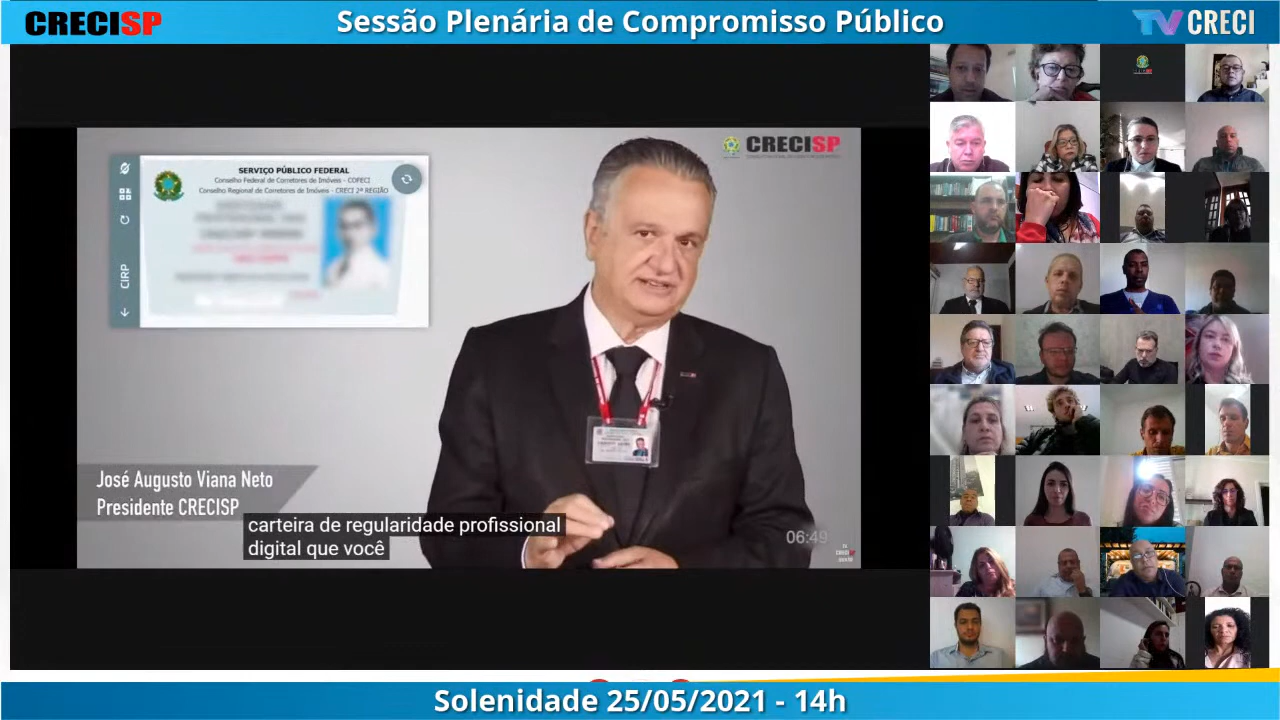 CRECISP
Sessão Plenária de Compromisso Público
TV CRECI
CRECISP
SERVIÇO PÚBLICO FEDERAL
Conselho Federal de Corretores de Imóveis - COFECI
Conselho Regional de Corretores de Imóveis - CRECI 2ª REGIÃO
CIRP
José Augusto Viana Neto
Presidente CRECISP
carteira de regularidade profissional
digital que você
06:49
Solenidade 25/05/2021 - 14h